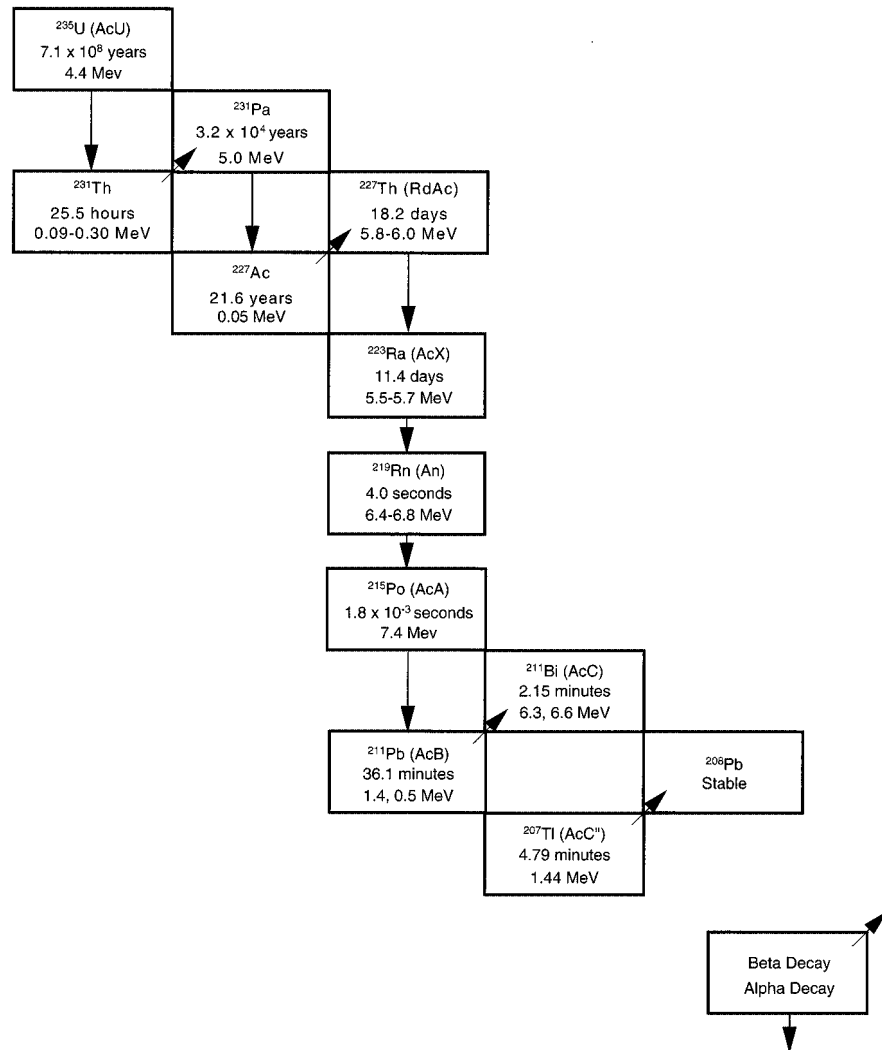 ²³⁵U (AcU)
7.1 x 10⁸ years
4.4 Mev
²³¹Pa
3.2 x 10⁴ years
5.0 MeV
²³¹Th
25.5 hours
0.09-0.30 MeV
²²⁷Th (RdAc)
18.2 days
5.8-6.0 MeV
²²⁷Ac
21.6 years
0.05 MeV
²²³Ra (AcX)
11.4 days
5.5-5.7 MeV
²¹⁹Rn (An)
4.0 seconds
6.4-6.8 MeV
²¹⁵Po (AcA)
1.8 x 10⁻³ seconds
7.4 Mev
²¹¹Bi (AcC)
2.15 minutes
6.3, 6.6 MeV
²¹¹Pb (AcB)
36.1 minutes
1.4, 0.5 MeV
²⁰⁸Pb
Stable
²⁰⁷Tl (AcC")
4.79 minutes
1.44 MeV
Beta Decay
Alpha Decay